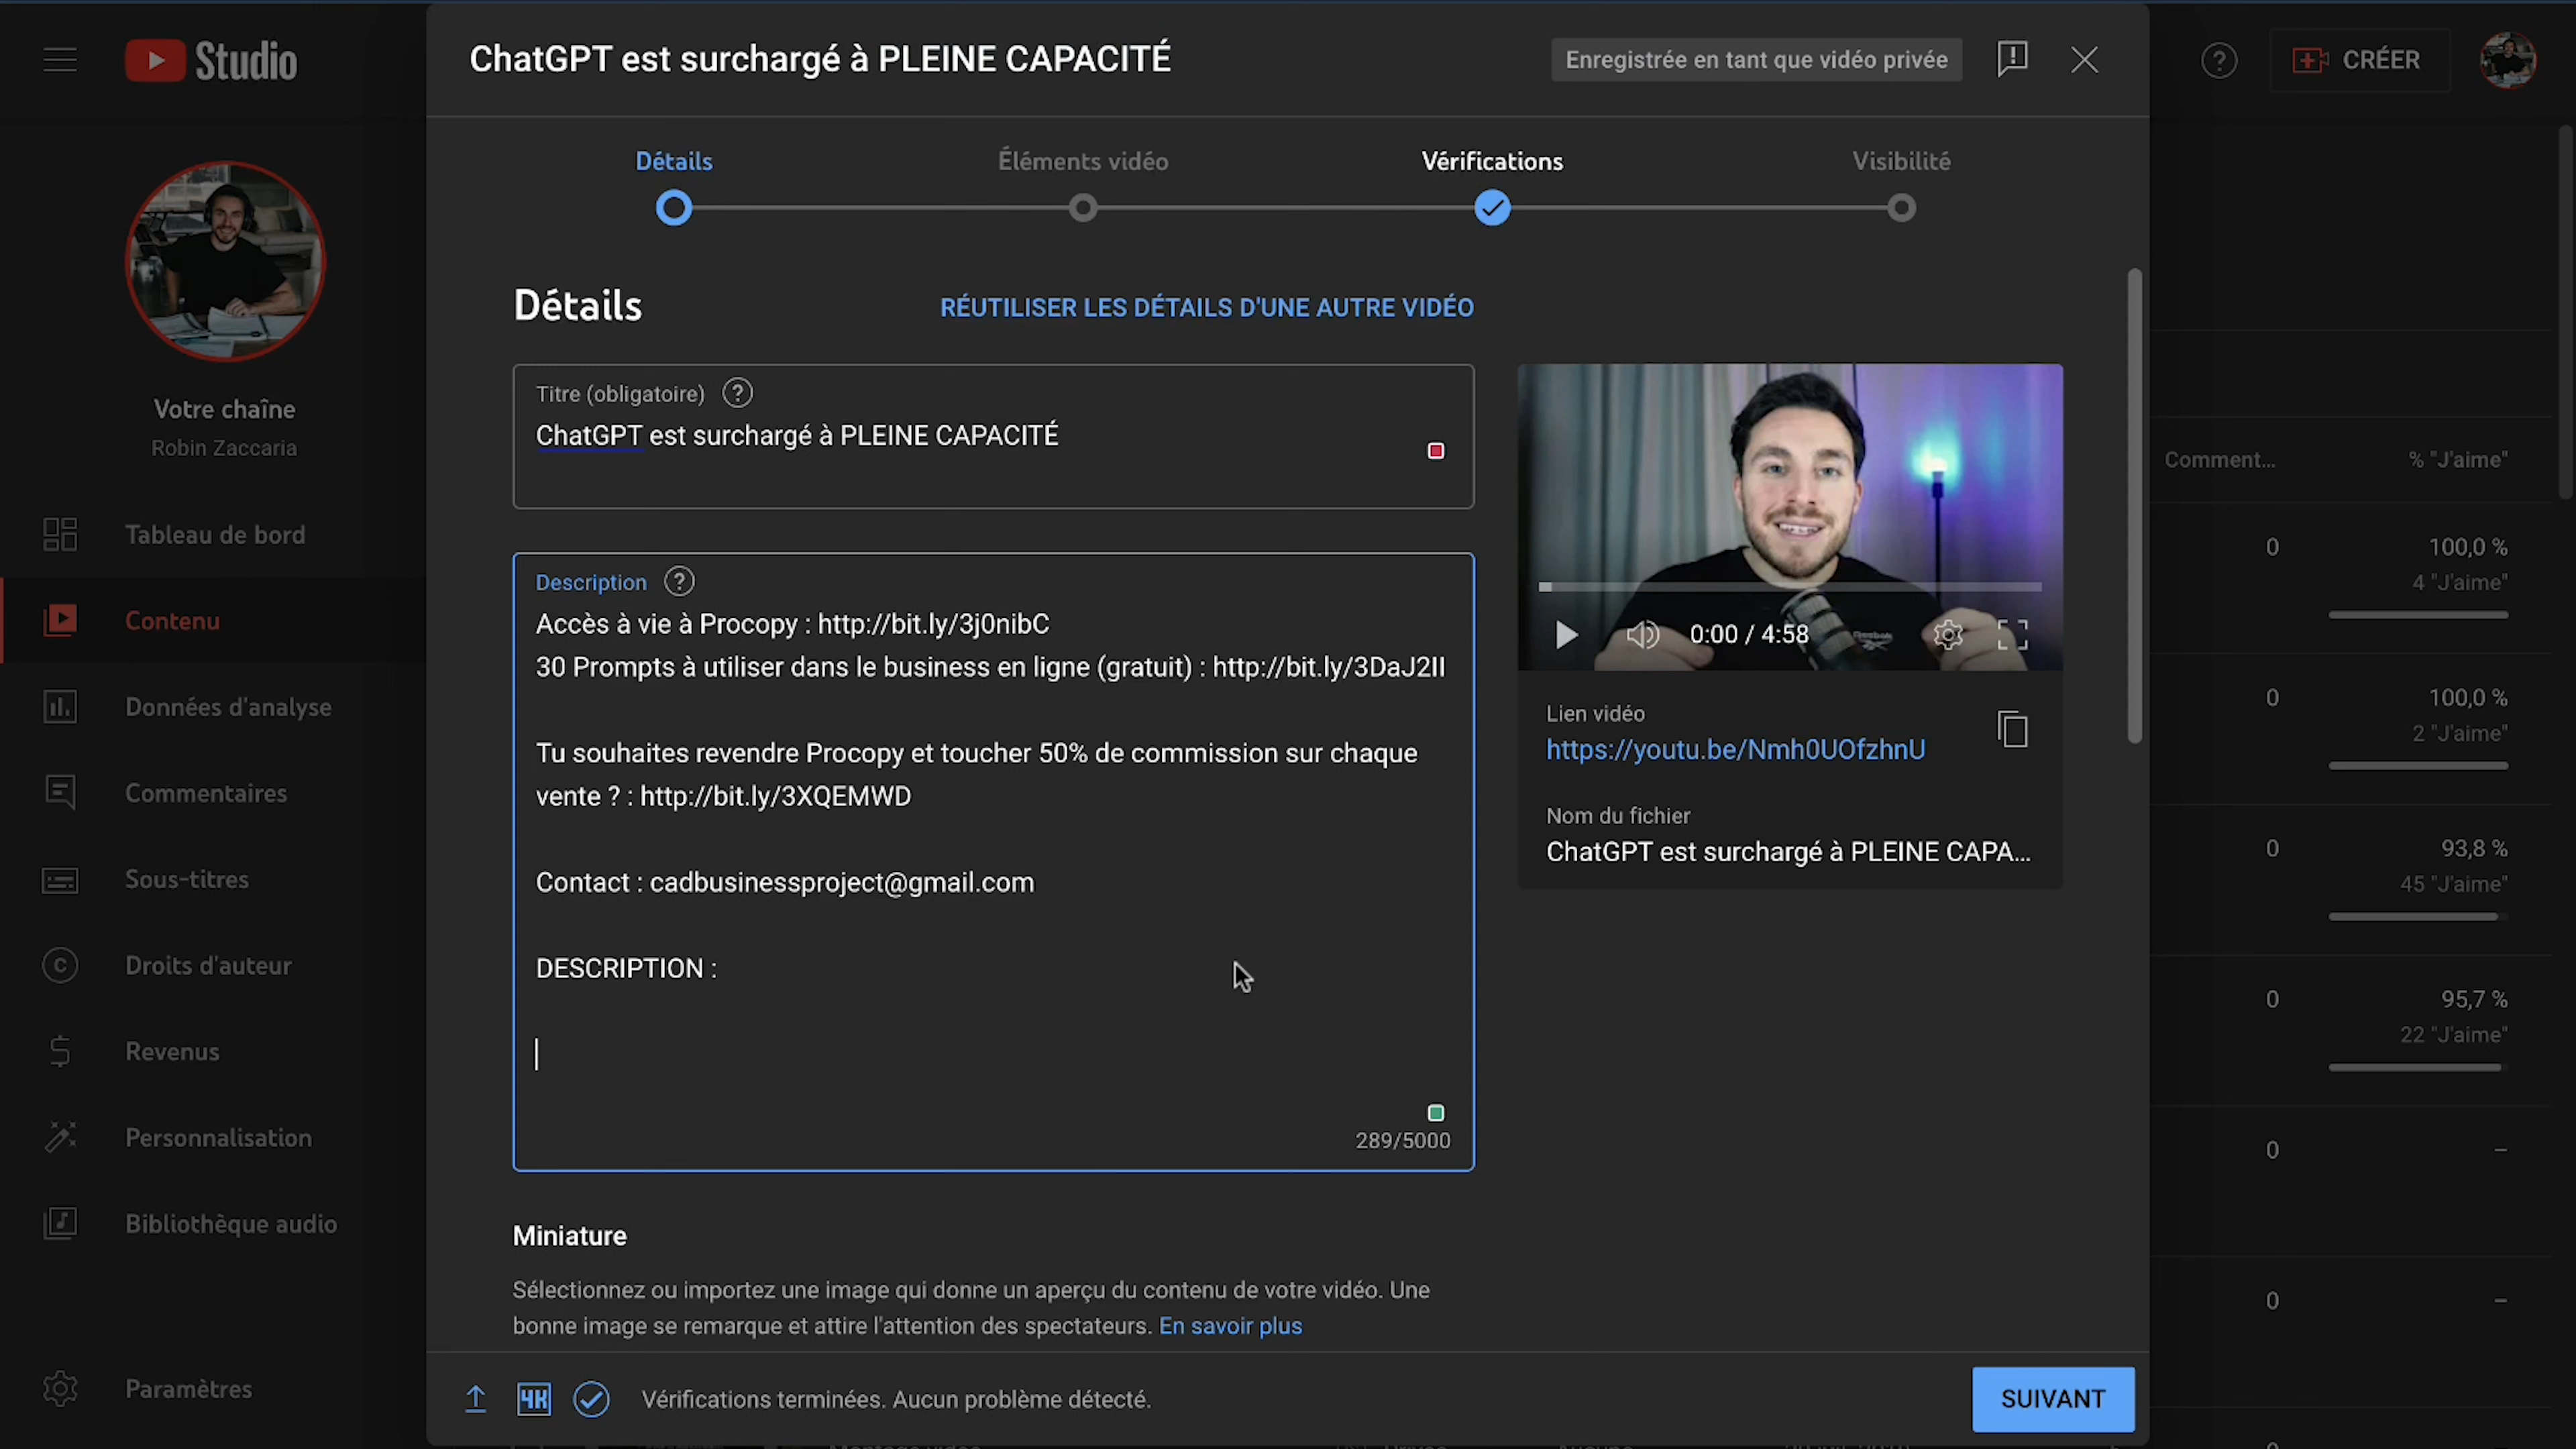 Studio
ChatGPT est surchargé à PLEINE CAPACITÉ
Enregistrée en tant que vidéo privée
CRÉER
Détails
Éléments vidéo
Vérifications
Visibilité
Votre chaîne
Robin Zaccaria
Tableau de bord
Contenu
Données d'analyse
Commentaires
Sous-titres
Droits d'auteur
Revenus
Personnalisation
Bibliothèque audio
Paramètres
Détails
RÉUTILISER LES DÉTAILS D'UNE AUTRE VIDÉO
Titre (obligatoire)
ChatGPT est surchargé à PLEINE CAPACITÉ
Description
Accès à vie à Procopy : http://bit.ly/3j0nibC
30 Prompts à utiliser dans le business en ligne (gratuit) : http://bit.ly/3DaJ2II
Tu souhaites revendre Procopy et toucher 50% de commission sur chaque
vente ? : http://bit.ly/3XQEMWD
Contact : cadbusinessproject@gmail.com
DESCRIPTION :
289/5000
Miniature
Sélectionnez ou importez une image qui donne un aperçu du contenu de votre vidéo. Une
bonne image se remarque et attire l'attention des spectateurs. En savoir plus
0:00 / 4:58
Reebok
Lien vidéo
https://youtu.be/Nmh0UOfzhnU
Nom du fichier
ChatGPT est surchargé à PLEINE CAPA...
Comment...
% "J'aime"
0
100,0 %
4 "J'aime"
0
100,0 %
2 "J'aime"
0
93,8 %
45 "J'aime"
0
95,7 %
22 "J'aime"
0
–
0
–
4K
Vérifications terminées. Aucun problème détecté.
SUIVANT